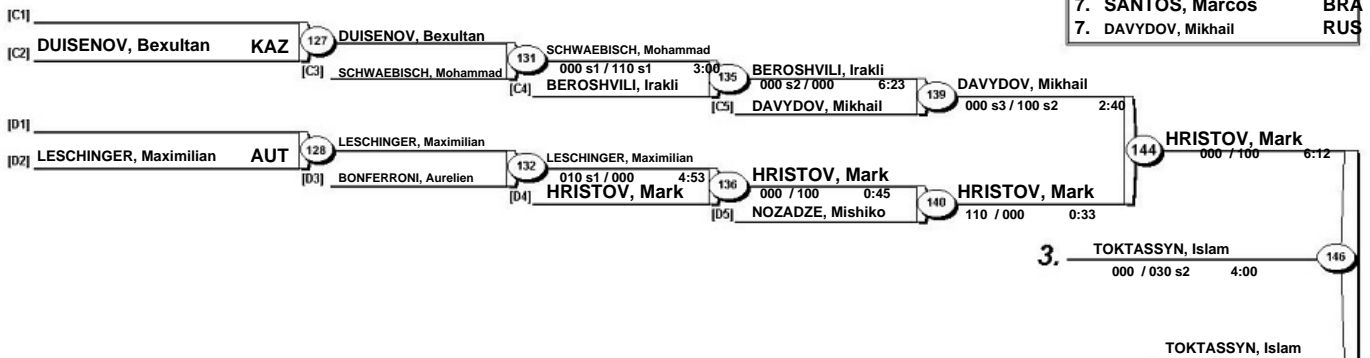 7. SANTOS, Marcos BRA
7. DAVYDOV, Mikhail RUS
[C1]
[C2] DUISENOV, Bexultan KAZ
127
DUISENOV, Bexultan
[C3] SCHWAEBISCH, Mohammad
131
SCHWAEBISCH, Mohammad
000 s1 / 110 s1 3:00
[C4] BEROSHVILI, Irakli
135
BEROSHVILI, Irakli
000 s2 / 000 6:23
[C5] DAVYDOV, Mikhail
139
DAVYDOV, Mikhail
000 s3 / 100 s2 2:40
[D1]
[D2] LESCHINGER, Maximilian AUT
128
LESCHINGER, Maximilian
[D3] BONFERRONI, Aurelien
132
LESCHINGER, Maximilian
010 s1 / 000 4:53
[D4] HRISTOV, Mark
136
HRISTOV, Mark
000 / 100 0:45
[D5] NOZADZE, Mishiko
140
HRISTOV, Mark
110 / 000 0:33
144
HRISTOV, Mark
000 / 100 6:12
3. TOKTASSYN, Islam
000 / 030 s2 4:00
146
TOKTASSYN, Islam